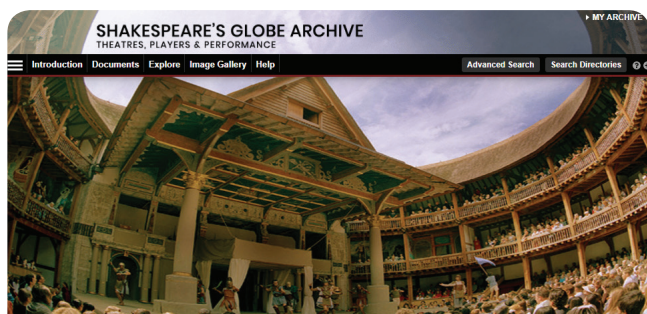 MY ARCHIVE
SHAKESPEARE'S GLOBE ARCHIVE
THEATRES, PLAYERS & PERFORMANCE
Introduction Documents Explore Image Gallery Help Advanced Search Search Directories ?